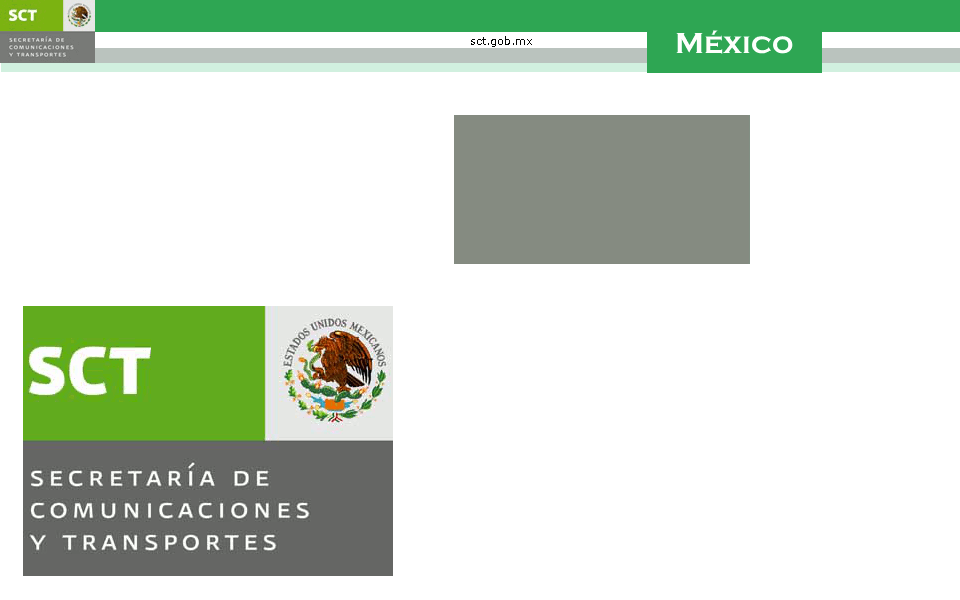 SCT
SECRETARÍA DE
COMUNICACIONES
Y TRANSPORTES
sct.gob.mx
MÉXICO
SCT
ESTADOS UNIDOS MEXICANOS
SECRETARÍA DE
COMUNICACIONES
Y TRANSPORTES